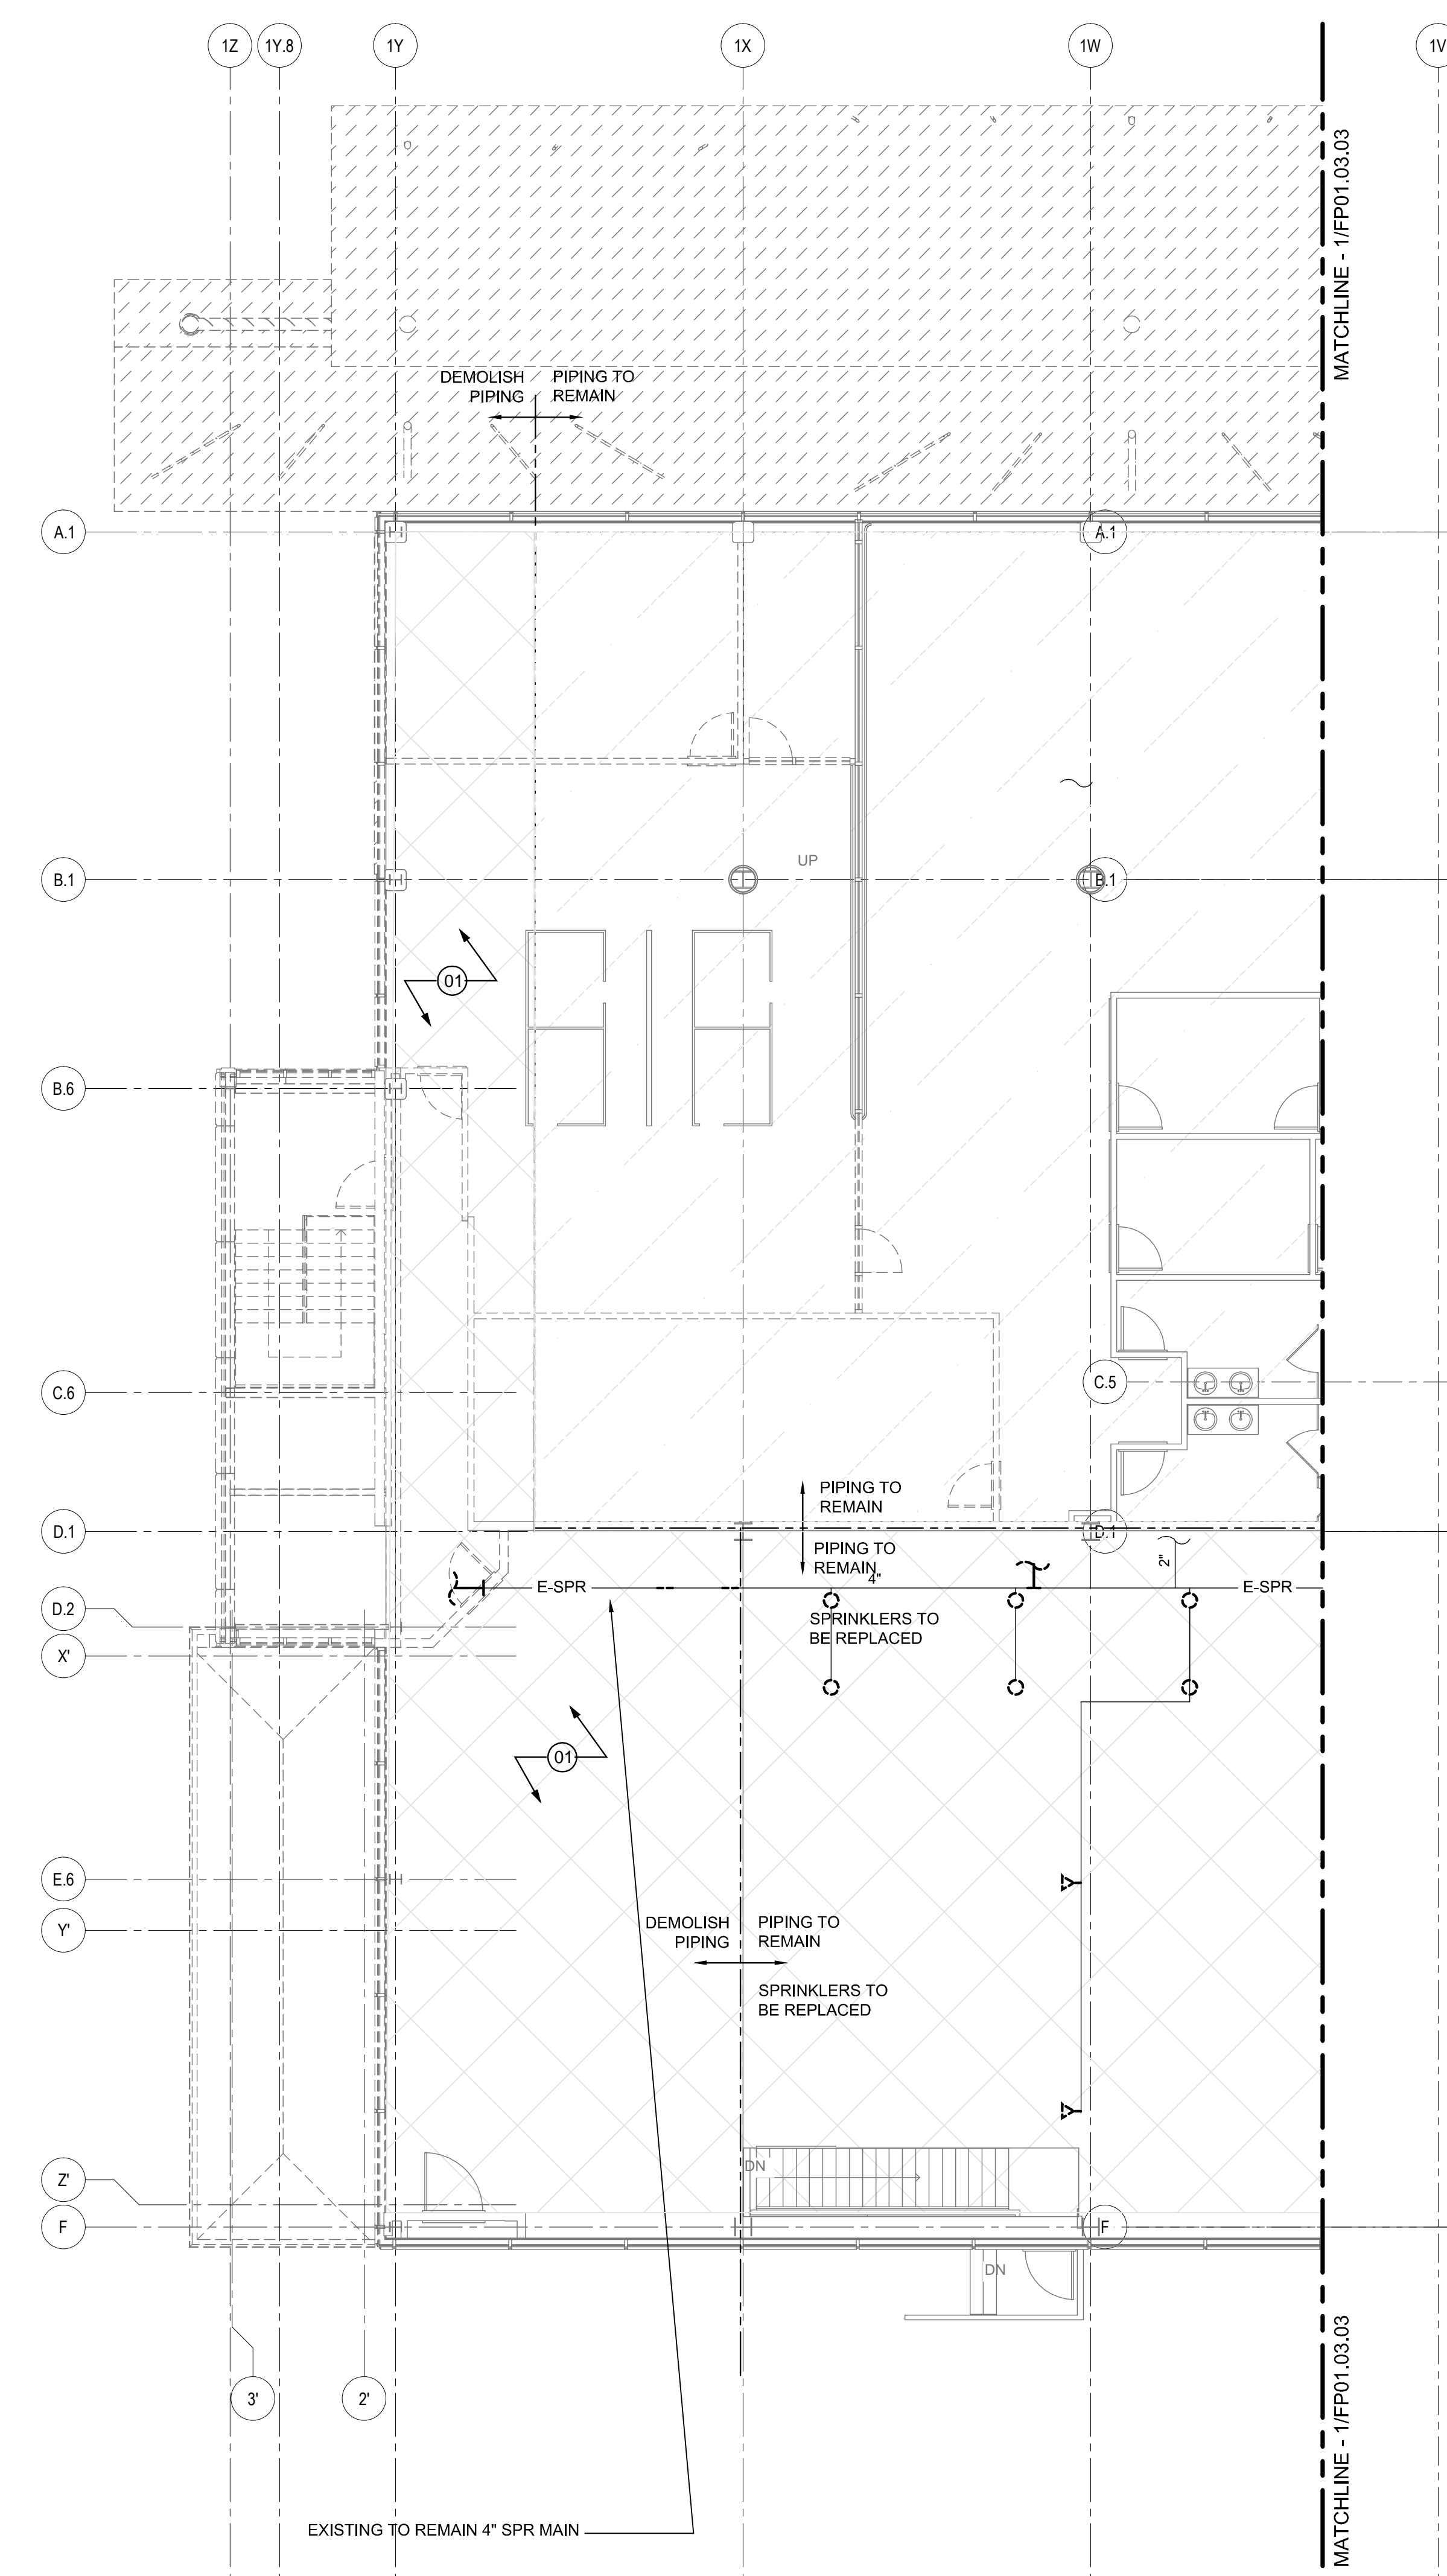 1Z
1Y.8
1Y
1X
1W
1V
MATCHLINE - 1/FP01.03.03
DEMOLISH
PIPING
PIPING TO
REMAIN
A.1
A.1
UP
B.1
B.1
01
B.6
C.6
C.5
PIPING TO
REMAIN
D.1
D.1
PIPING TO
REMAIN
4"
2"
E-SPR
E-SPR
D.2
SPRINKLERS TO
BE REPLACED
X'
01
E.6
Y'
DEMOLISH
PIPING
PIPING TO
REMAIN
SPRINKLERS TO
BE REPLACED
DN
Z'
F
F
DN
3'
2'
MATCHLINE - 1/FP01.03.03
EXISTING TO REMAIN 4" SPR MAIN